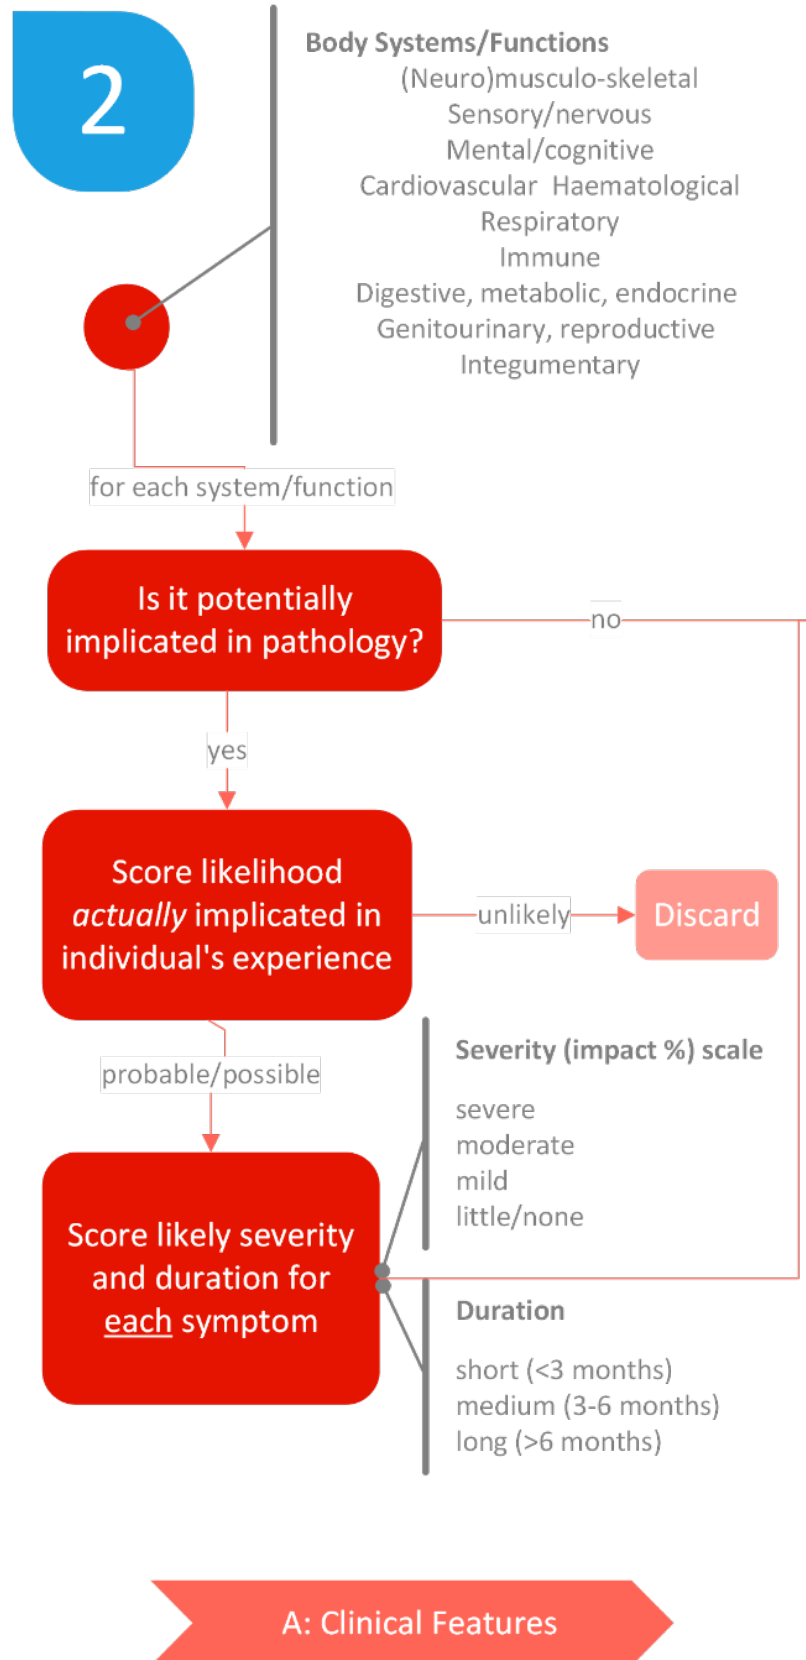 2
Body Systems/Functions
(Neuro)musculo-skeletal
Sensory/nervous
Mental/cognitive
Cardiovascular  Haematological
Respiratory
Immune
Digestive, metabolic, endocrine
Genitourinary, reproductive
Integumentary
for each system/function
Is it potentially
implicated in pathology?
no
yes
Score likelihood
actually implicated in
individual's experience
unlikely
Discard
probable/possible
Severity (impact %) scale
severe
moderate
mild
little/none
Score likely severity
and duration for
each symptom
Duration
short (<3 months)
medium (3-6 months)
long (>6 months)
A: Clinical Features